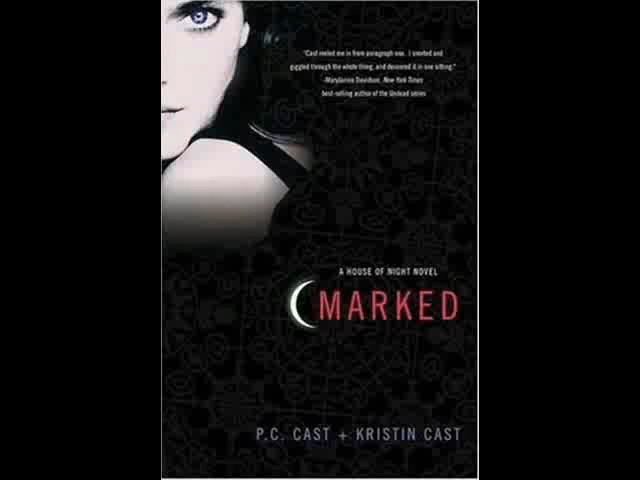 "Cast reeled me in from paragraph one. I snorted and
giggled through the whole thing, and devoured it in one sitting."
-MaryJanice Davidson, New York Times
best-selling author of the Undead series
A HOUSE OF NIGHT NOVEL
MARKED
P.C. CAST + KRISTIN CAST